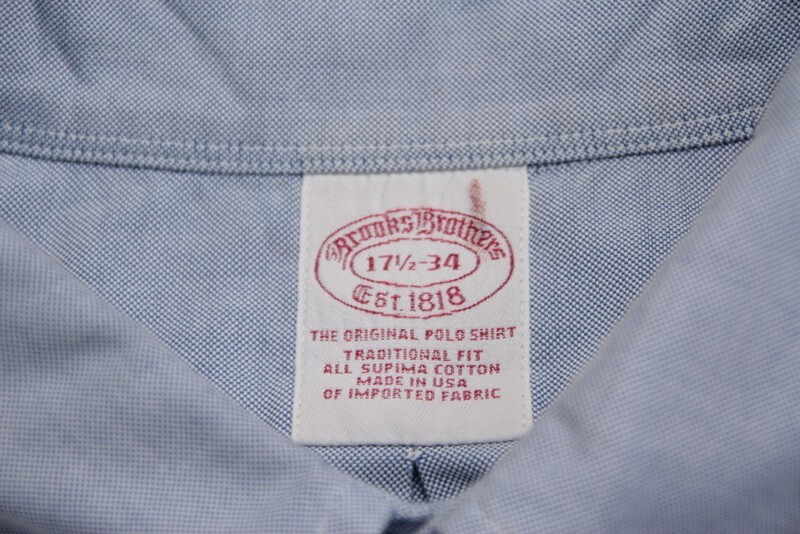 Brooks Brothers
17½-34
Est. 1818
THE ORIGINAL POLO SHIRT
TRADITIONAL FIT
ALL SUPIMA COTTON
MADE IN USA
OF IMPORTED FABRIC